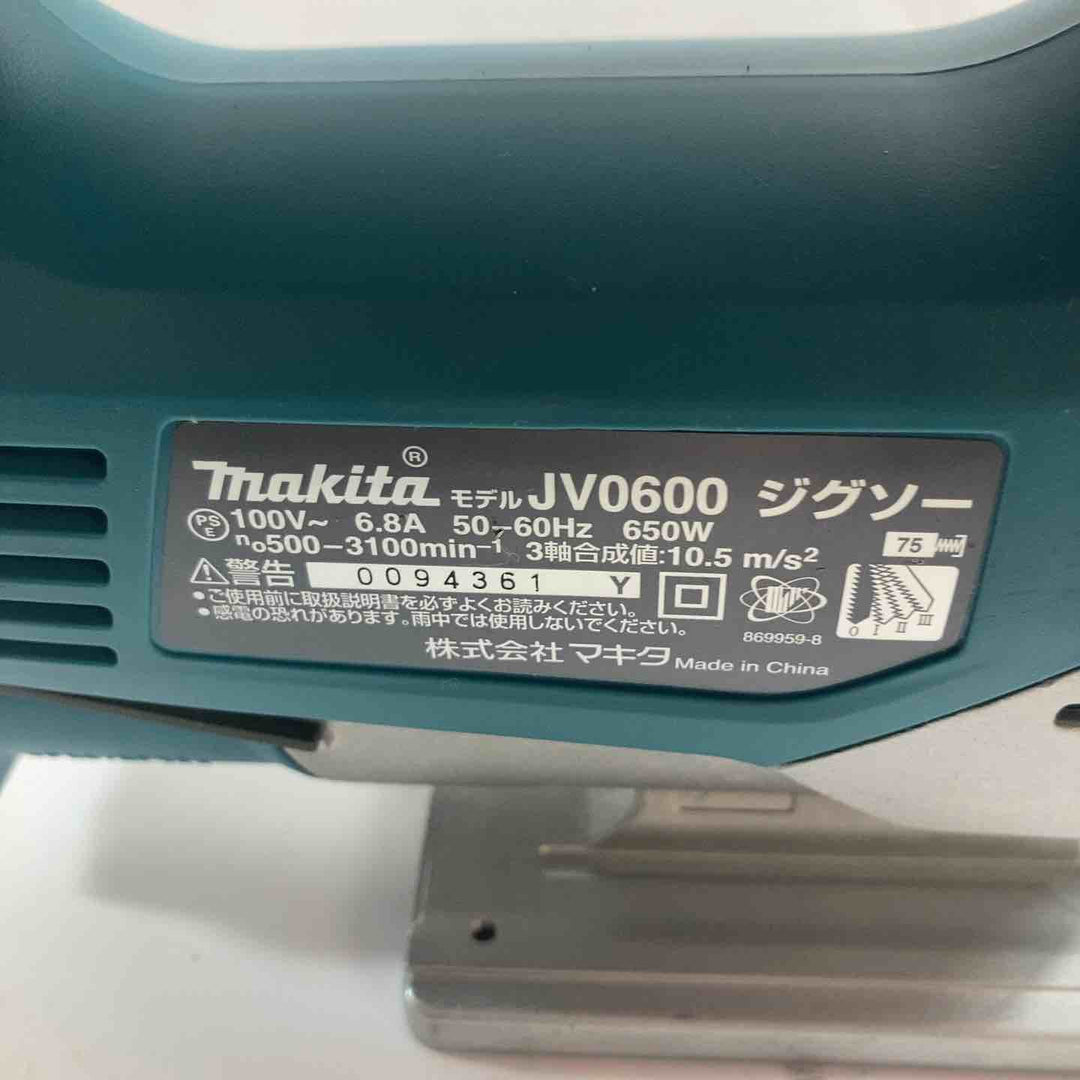 makita® モデル JV0600 ジグソー
PSE 100V~ 6.8A 50-60Hz 650W
n₀500-3100min⁻¹ 3軸合成値:10.5 m/s²
75
⚠警告 0094361 Y
●ご使用前に取扱説明書を必ずよくお読みください。
●感電の恐れがあります。雨中では使用しないでください。
O I II III
869959-8
株式会社マキタ Made in China